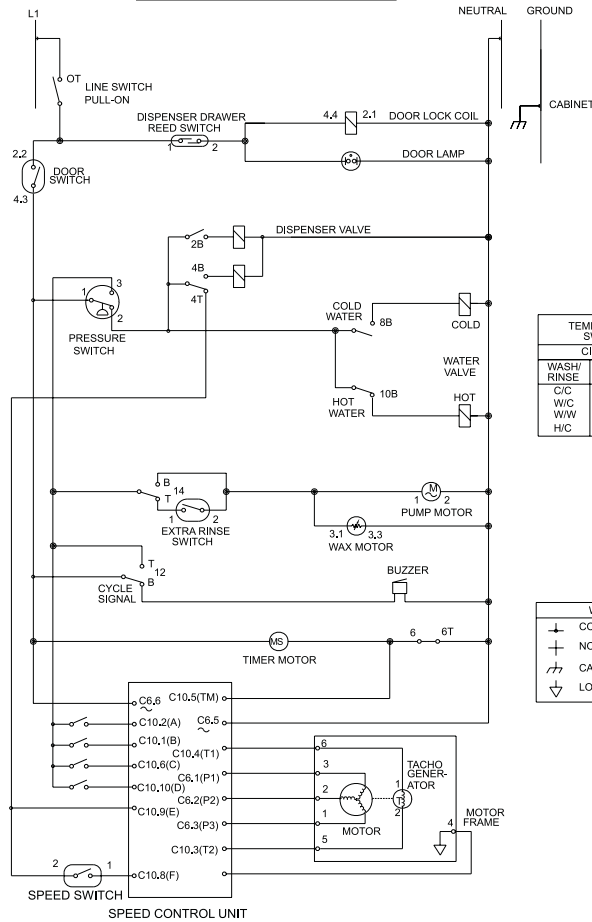 L1
NEUTRAL GROUND
OT
LINE SWITCH
PULL-ON
CABINET
DISPENSER DRAWER
REED SWITCH
1 2
4.4 2.1 DOOR LOCK COIL
DOOR LAMP
2.2
DOOR
SWITCH
4.3
2B
DISPENSER VALVE
4B
4T
3
1
2
PRESSURE
SWITCH
COLD
WATER
8B
COLD
WATER
VALVE
HOT
WATER
10B
HOT
WASH/
RINSE
C/C
W/C
W/W
H/C
B
T
14
1 2
EXTRA RINSE
SWITCH
M
1 2
PUMP MOTOR
3.1 3.3
WAX MOTOR
T
12
B
CYCLE
SIGNAL
BUZZER
MS
TIMER MOTOR
6 6T
C6.6
C10.5(TM)
C10.2(A)
C6.5
C10.1(B)
C10.4(T1)
C10.6(C)
C6.1(P1)
C10.10(D)
C6.2(P2)
C10.9(E)
C6.3(P3)
C10.3(T2)
C10.8(F)
6
3
2
1
5
MOTOR
TACHO
GENER-
ATOR
1
T
2
4
MOTOR
FRAME
2 1
SPEED SWITCH
SPEED CONTROL UNIT